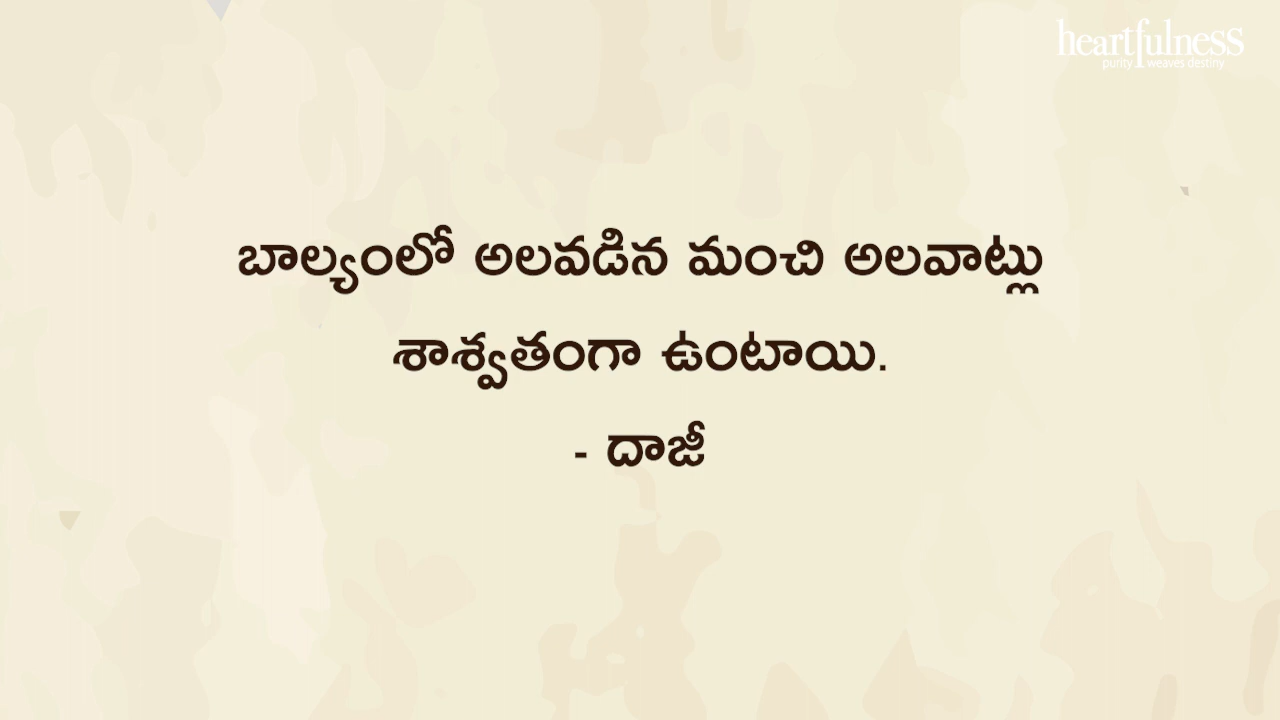 heartfulness
purity weaves destiny
బాల్యంలో అలవడిన మంచి అలవాట్లు
శాశ్వతంగా ఉంటాయి.
- దాజీ